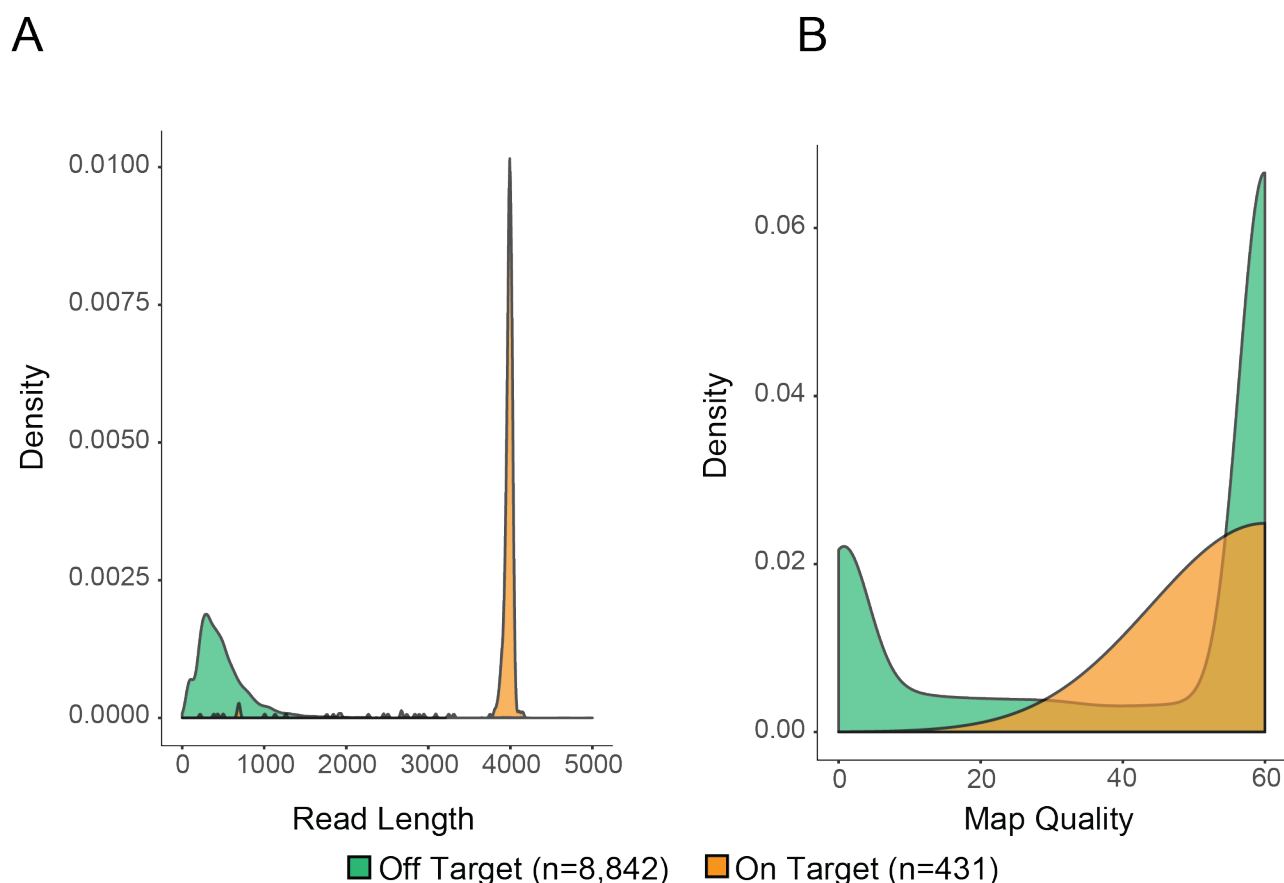 A
B
0.0100
0.0075
0.0050
0.0025
0.0000
Density
0 1000 2000 3000 4000 5000
Read Length
0.06
0.04
0.02
0.00
Density
0 20 40 60
Map Quality
Off Target (n=8,842) On Target (n=431)